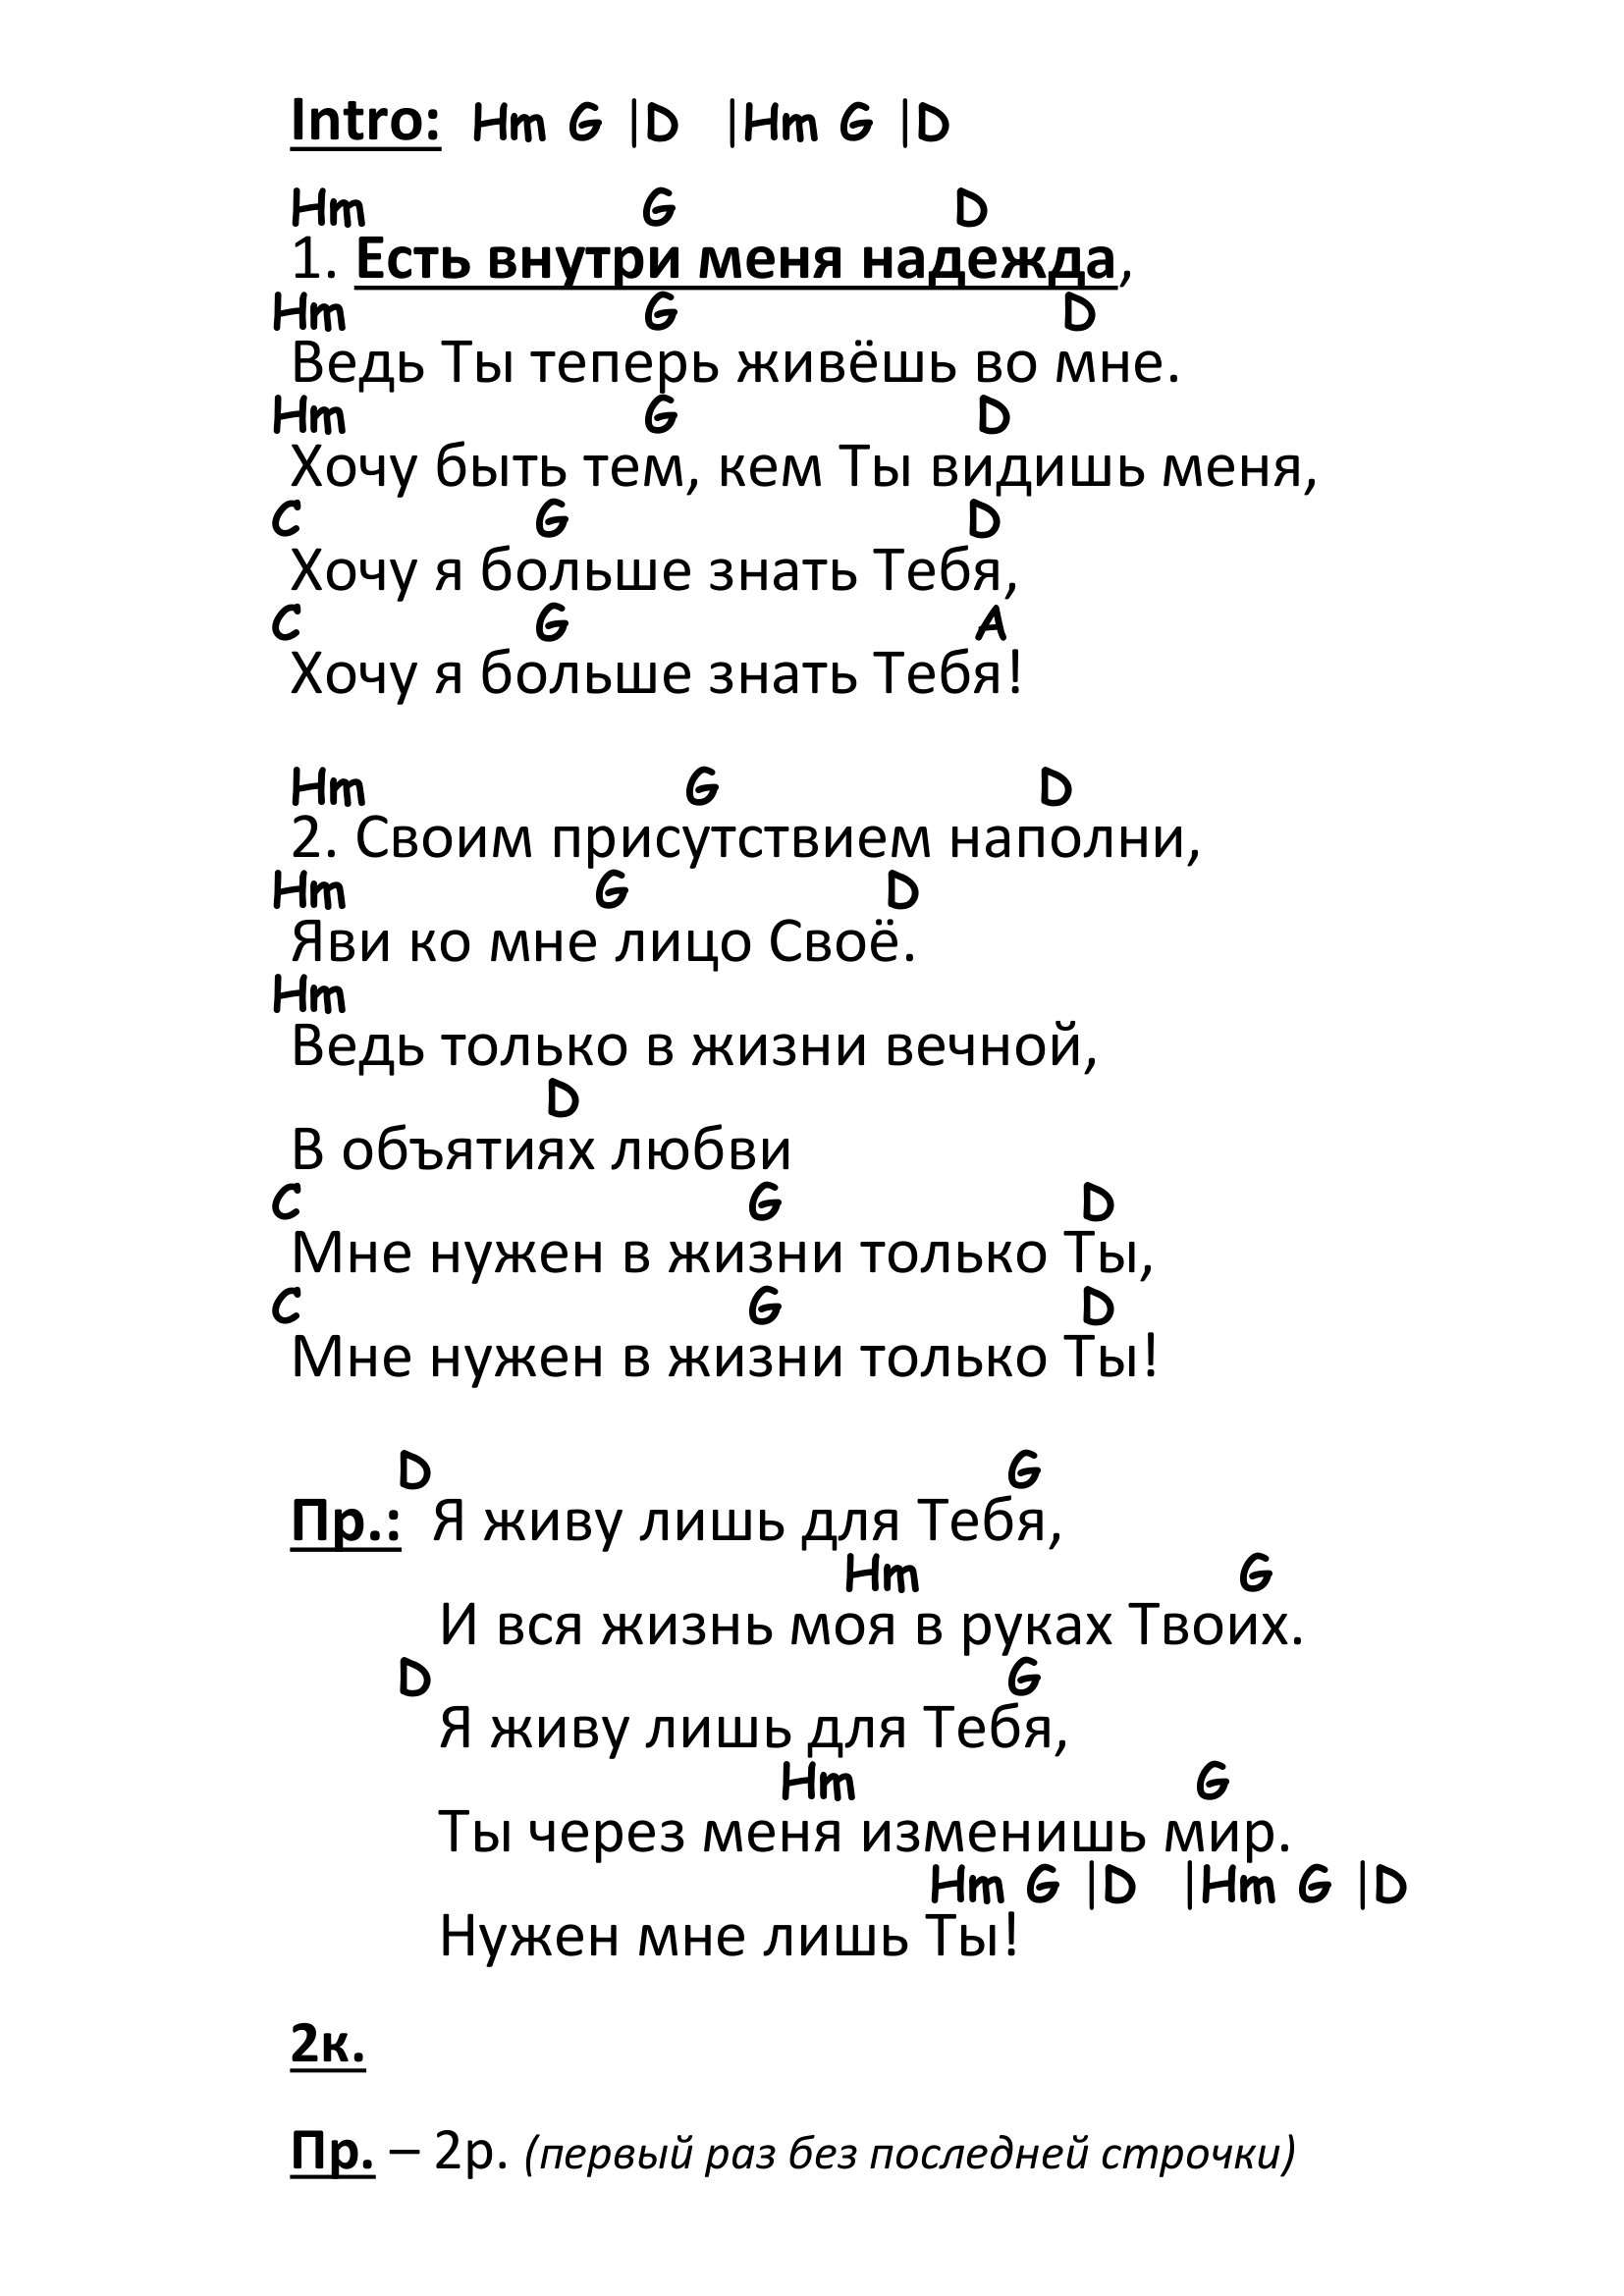 Intro: Hm G |D |Hm G |D
Hm G D
1. Есть внутри меня надежда,
Hm G D
Ведь Ты теперь живёшь во мне.
Hm G D
Хочу быть тем, кем Ты видишь меня,
C G D
Хочу я больше знать Тебя,
C G A
Хочу я больше знать Тебя!
Hm G D
2. Своим присутствием наполни,
Hm G D
Яви ко мне лицо Своё.
Hm
Ведь только в жизни вечной,
D
В объятиях любви
C G D
Мне нужен в жизни только Ты,
C G D
Мне нужен в жизни только Ты!
D G
Пр.: Я живу лишь для Тебя,
Hm G
И вся жизнь моя в руках Твоих.
D G
Я живу лишь для Тебя,
Hm G
Ты через меня изменишь мир.
Hm G |D |Hm G |D
Нужен мне лишь Ты!
2к.
Пр. – 2р. (первый раз без последней строчки)